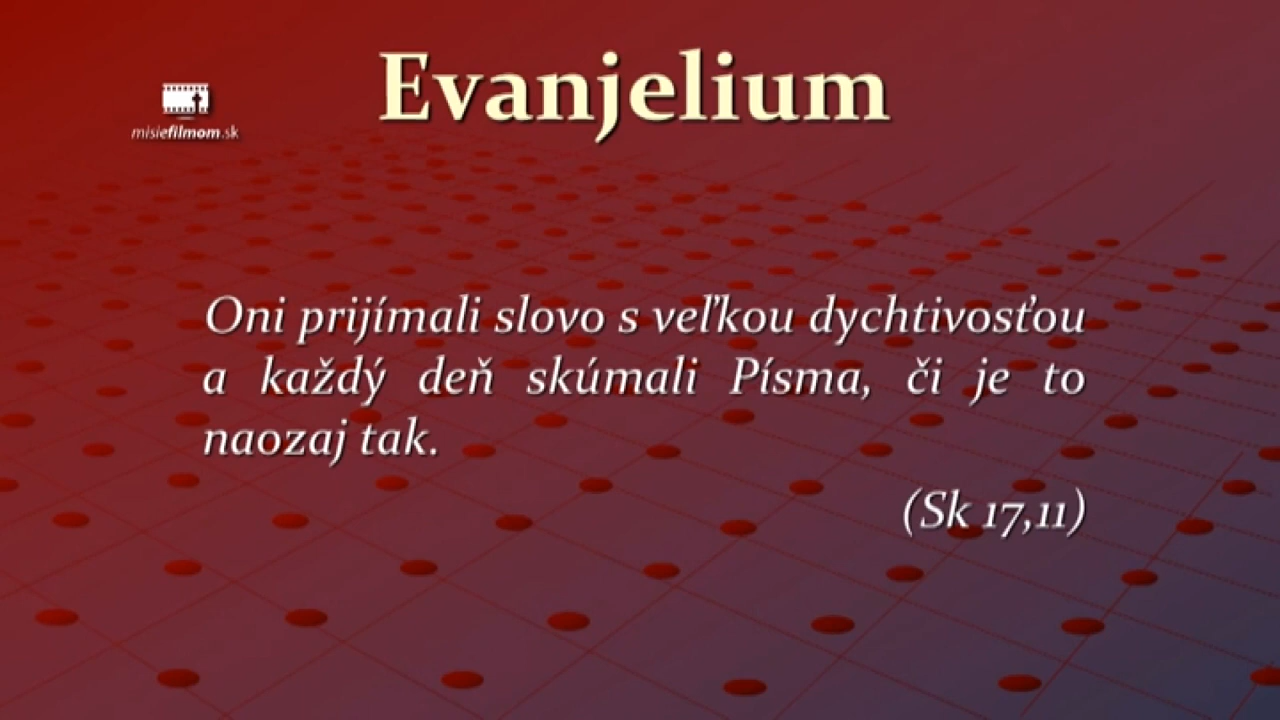 Evanjelium
misiefilmom.sk
Oni prijímali slovo s veľkou dychtivosťou
a každý deň skúmali Písma, či je to
naozaj tak.
(Sk 17,11)